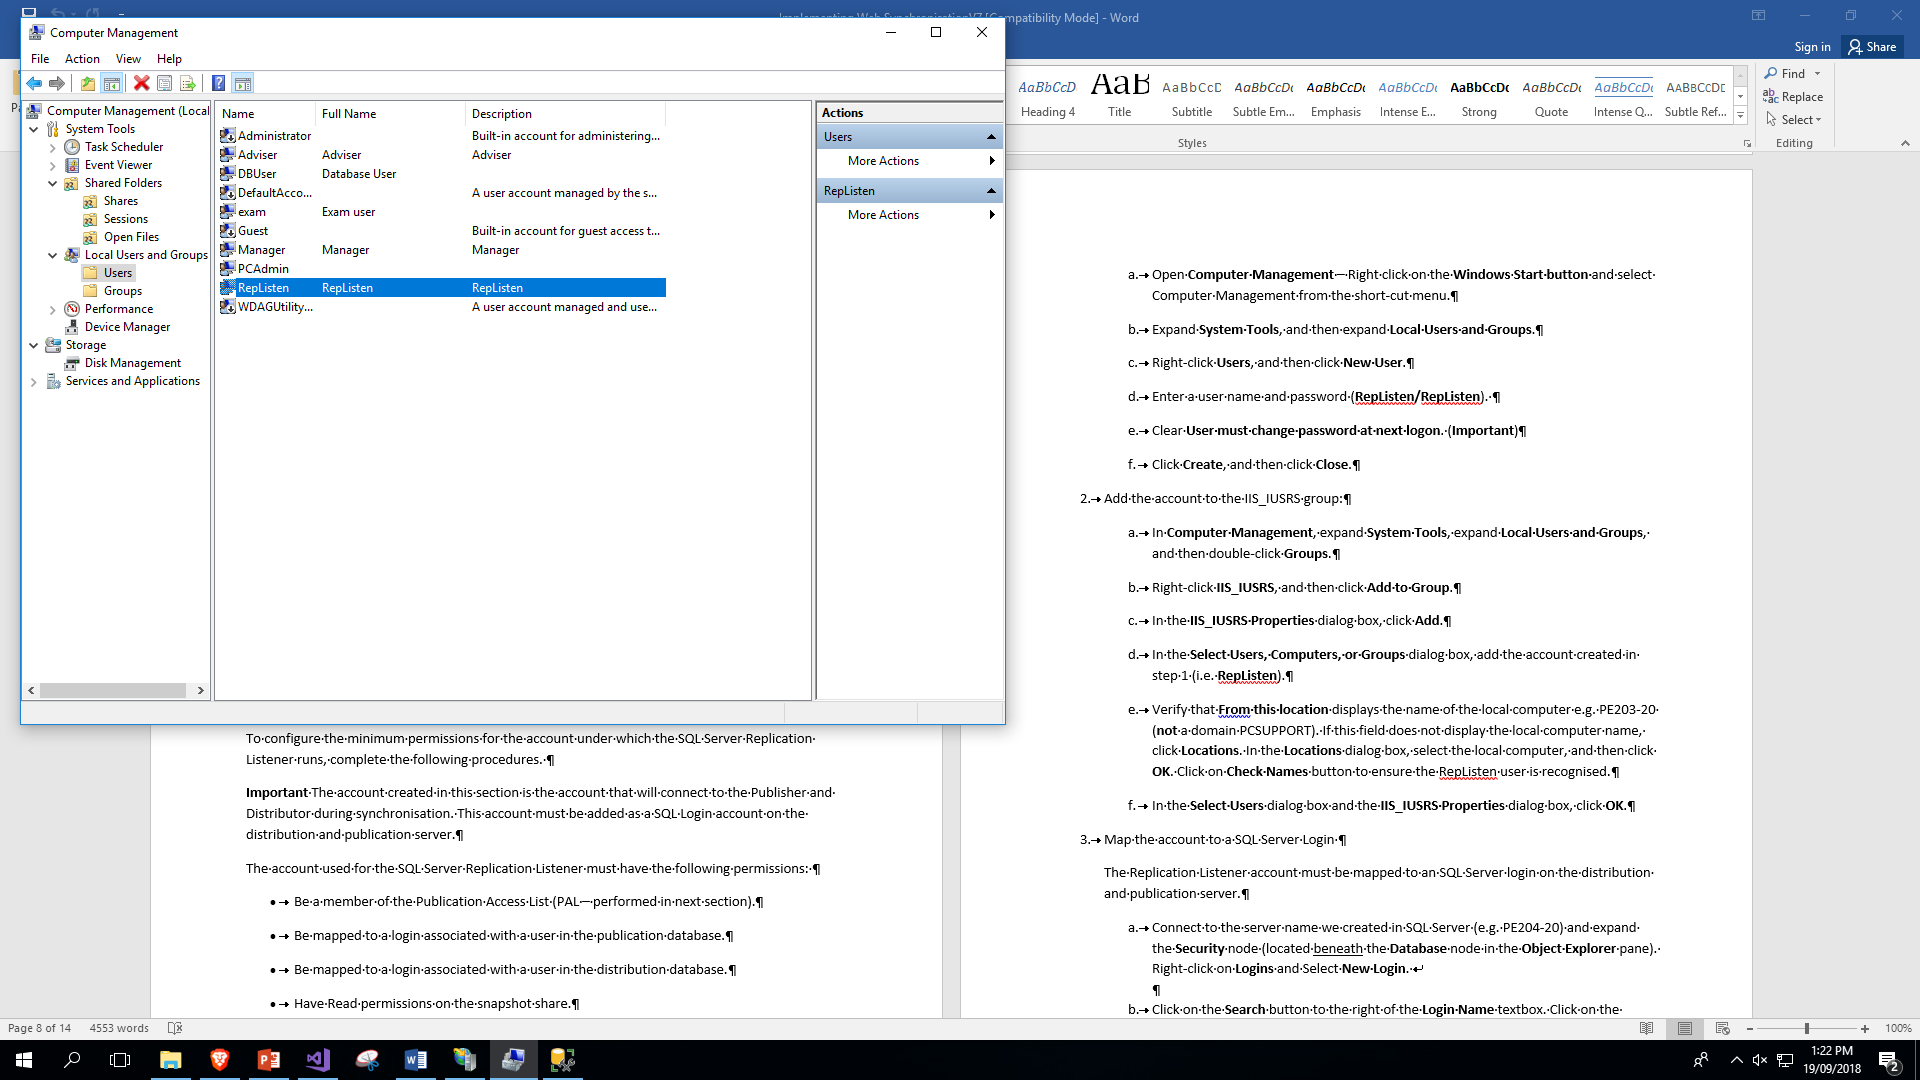 Implementing Web SynchronisationV7 [Compatibility Mode] - Word
Sign in
Share
Computer Management
File Action View Help
Computer Management (Local
System Tools
Task Scheduler
Event Viewer
Shared Folders
Shares
Sessions
Open Files
Local Users and Groups
Users
Groups
Performance
Device Manager
Storage
Disk Management
Services and Applications
Name Full Name Description
Administrator Built-in account for administering...
Adviser Adviser Adviser
DBUser Database User
DefaultAcco... A user account managed by the s...
exam Exam user
Guest Built-in account for guest access t...
Manager Manager Manager
PCAdmin
RepListen RepListen RepListen
WDAGUtility... A user account managed and use...
Actions
Users
More Actions
RepListen
More Actions
AaBbCcD AaB AaBbCcD AaBbCcDc AaBbCcDc AaBbCcDc AaBbCcDc AaBbCcDc AaBbCcDc AABBCCDE
Heading 4 Title Subtitle Subtle Em... Emphasis Intense E... Strong Quote Intense Q... Subtle Ref...
Styles
Find
Replace
Select
Editing
To configure the minimum permissions for the account under which the SQL Server Replication
Listener runs, complete the following procedures. ¶
Important The account created in this section is the account that will connect to the Publisher and
Distributor during synchronisation. This account must be added as a SQL Login account on the
distribution and publication server.¶
The account used for the SQL Server Replication Listener must have the following permissions: ¶
• Be a member of the Publication Access List (PAL – performed in next section).¶
• Be mapped to a login associated with a user in the publication database.¶
• Be mapped to a login associated with a user in the distribution database.¶
• Have Read permissions on the snapshot share.¶
a. Open Computer Management – Right click on the Windows Start button and select
Computer Management from the short-cut menu.¶
b. Expand System Tools, and then expand Local Users and Groups.¶
c. Right-click Users, and then click New User.¶
d. Enter a user name and password (RepListen/RepListen). ¶
e. Clear User must change password at next logon. (Important)¶
f. Click Create, and then click Close.¶
2. Add the account to the IIS_IUSRS group:¶
a. In Computer Management, expand System Tools, expand Local Users and Groups,
and then double-click Groups.¶
b. Right-click IIS_IUSRS, and then click Add to Group.¶
c. In the IIS_IUSRS Properties dialog box, click Add.¶
d. In the Select Users, Computers, or Groups dialog box, add the account created in
step 1 (i.e. RepListen).¶
e. Verify that From this location displays the name of the local computer e.g. PE203-20
(not a domain PCSUPPORT). If this field does not display the local computer name,
click Locations. In the Locations dialog box, select the local computer, and then click
OK. Click on Check Names button to ensure the RepListen user is recognised.¶
f. In the Select Users dialog box and the IIS_IUSRS Properties dialog box, click OK.¶
3. Map the account to a SQL Server Login ¶
The Replication Listener account must be mapped to an SQL Server login on the distribution
and publication server.¶
a. Connect to the server name we created in SQL Server (e.g. PE204-20) and expand
the Security node (located beneath the Database node in the Object Explorer pane).
Right-click on Logins and Select New Login.
¶
b. Click on the Search button to the right of the Login Name textbox. Click on the
Page 8 of 14 4553 words
100%
1:22 PM
19/09/2018
2